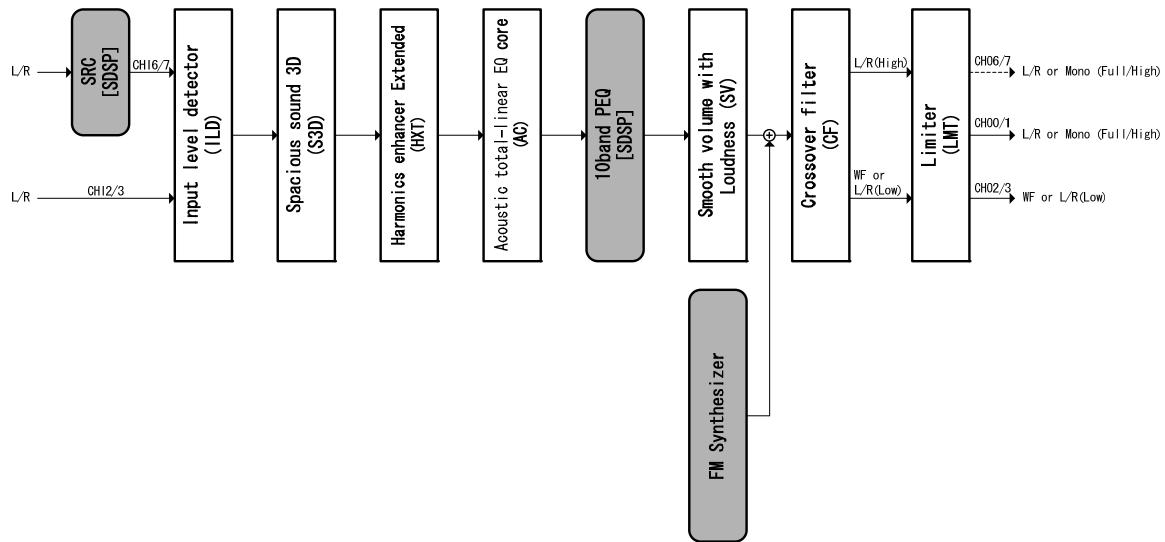 L/R
SRC
[SDSP]
CHI6/7
L/R
CHI2/3
Input level detector
(ILD)
Spacious sound 3D
(S3D)
Harmonics enhancer Extended
(HXT)
Acoustic total-linear EQ core
(AC)
10band PEQ
[SDSP]
Smooth volume with
Loudness (SV)
FM Synthesizer
Crossover filter
(CF)
L/R(High)
WF or
L/R(Low)
Limiter
(LMT)
CHO6/7
L/R or Mono (Full/High)
CHO0/1
L/R or Mono (Full/High)
CHO2/3
WF or L/R(Low)